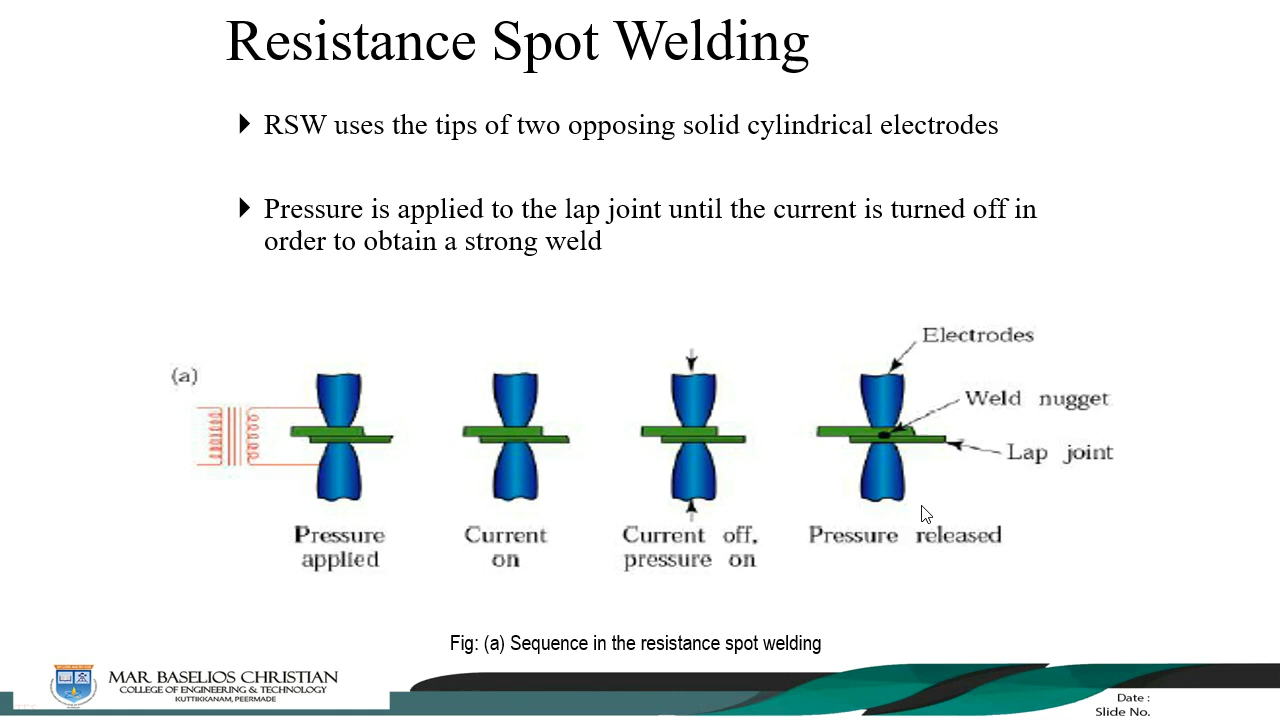 Resistance Spot Welding
RSW uses the tips of two opposing solid cylindrical electrodes
Pressure is applied to the lap joint until the current is turned off in
order to obtain a strong weld
Electrodes
(a)
Weld nugget
Lap joint
Pressure
applied
Current
on
Current off,
pressure on
Pressure released
Fig: (a) Sequence in the resistance spot welding
MAR BASELIOS CHRISTIAN
COLLEGE OF ENGINEERING & TECHNOLOGY
KUTTIKKANAM, PEERMADE
Date :
Slide No.